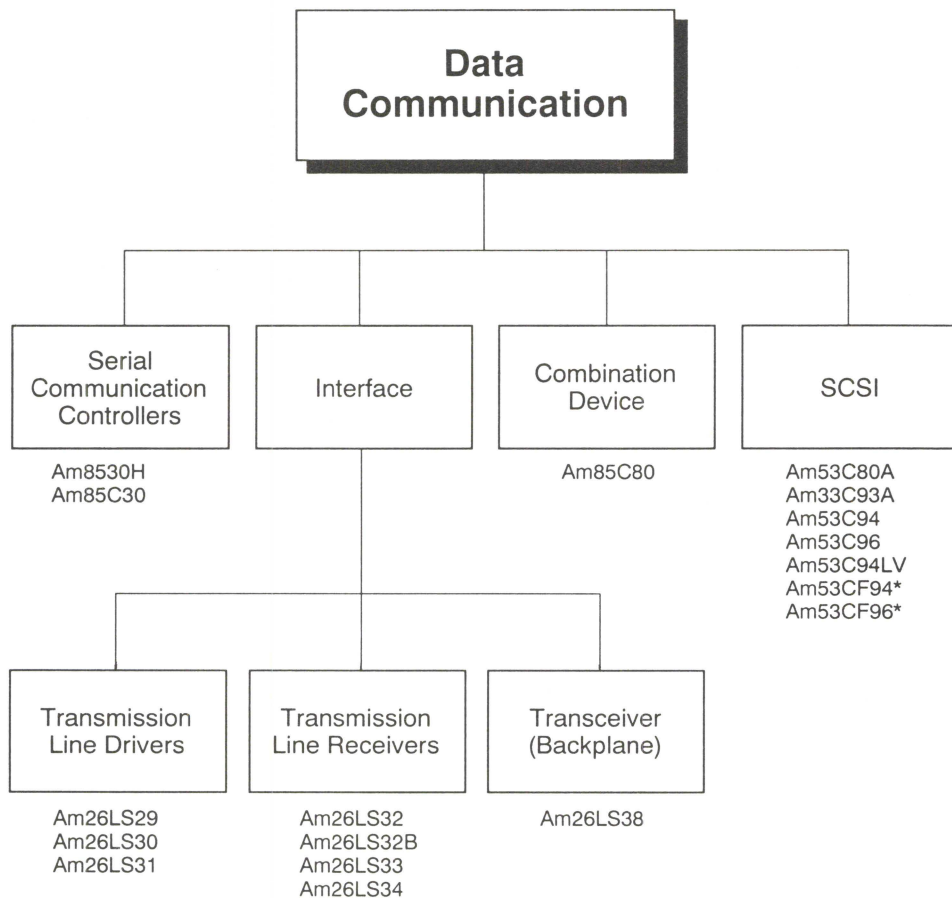 Data
Communication
Serial
Communication
Controllers
Am8530H
Am85C30
Interface
Combination
Device
Am85C80
SCSI
Am53C80A
Am33C93A
Am53C94
Am53C96
Am53C94LV
Am53CF94*
Am53CF96*
Transmission
Line Drivers
Am26LS29
Am26LS30
Am26LS31
Transmission
Line Receivers
Am26LS32
Am26LS32B
Am26LS33
Am26LS34
Transceiver
(Backplane)
Am26LS38